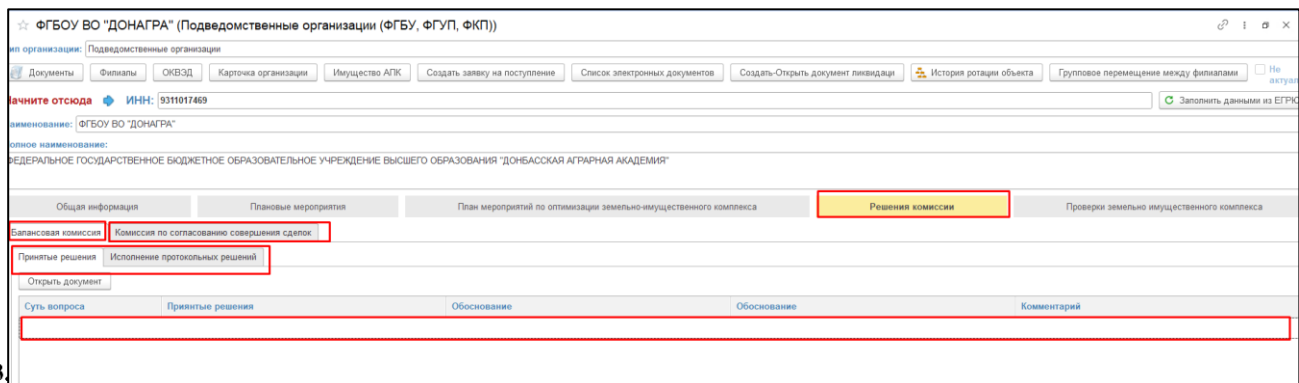 ФГБОУ ВО "ДОНАГРА" (Подведомственные организации (ФГБУ, ФГУП, ФКП))
ип организации: Подведомственные организации
Документы Филиалы ОКВЭД Карточка организации Имущество АПК Создать заявку на поступление Список электронных документов Создать-Открыть документ ликвидаци История ротации объекта Групповое перемещение между филиалами Не актуал
Начните отсюда ИНН: 9311017469 Заполнить данными из ЕГРЮ
аименование: ФГБОУ ВО "ДОНАГРА"
олное наименование:
ФЕДЕРАЛЬНОЕ ГОСУДАРСТВЕННОЕ БЮДЖЕТНОЕ ОБРАЗОВАТЕЛЬНОЕ УЧРЕЖДЕНИЕ ВЫСШЕГО ОБРАЗОВАНИЯ "ДОНБАССКАЯ АГРАРНАЯ АКАДЕМИЯ"
Общая информация Плановые мероприятия План мероприятий по оптимизации земельно-имущественного комплекса Решения комиссии Проверки земельно имущественного комплекса
Балансовая комиссия Комиссия по согласованию совершения сделок
Принятые решения Исполнение протокольных решений
Открыть документ
Суть вопроса Приянтые решения Обоснование Обоснование Комментарий